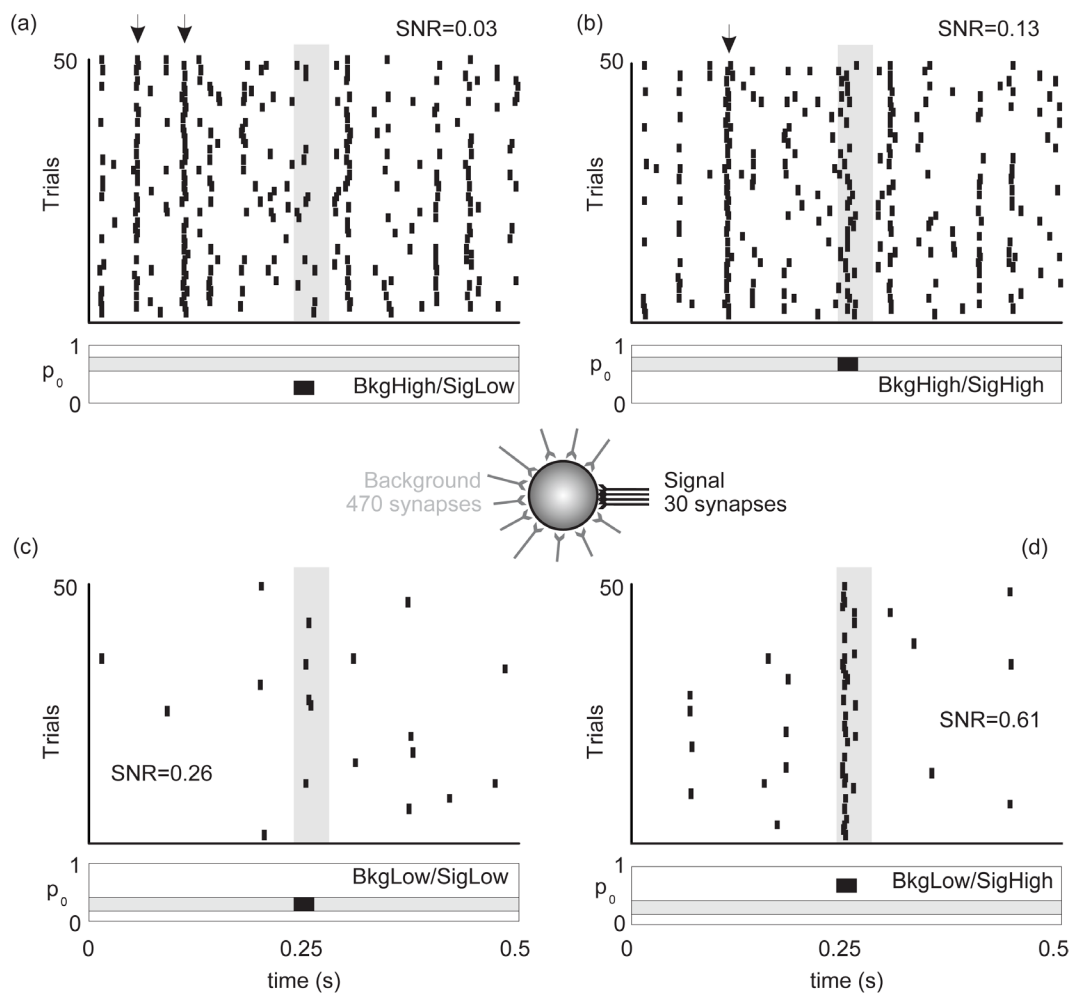 (a)
SNR=0.03
50
Trials
1
p0
0
BkgHigh/SigLow
(b)
SNR=0.13
50
Trials
1
p0
0
BkgHigh/SigHigh
Background
470 synapses
Signal
30 synapses
(c)
50
Trials
SNR=0.26
1
p0
0
BkgLow/SigLow
0
0.25
0.5
time (s)
(d)
50
Trials
SNR=0.61
1
p0
0
BkgLow/SigHigh
0
0.25
0.5
time (s)